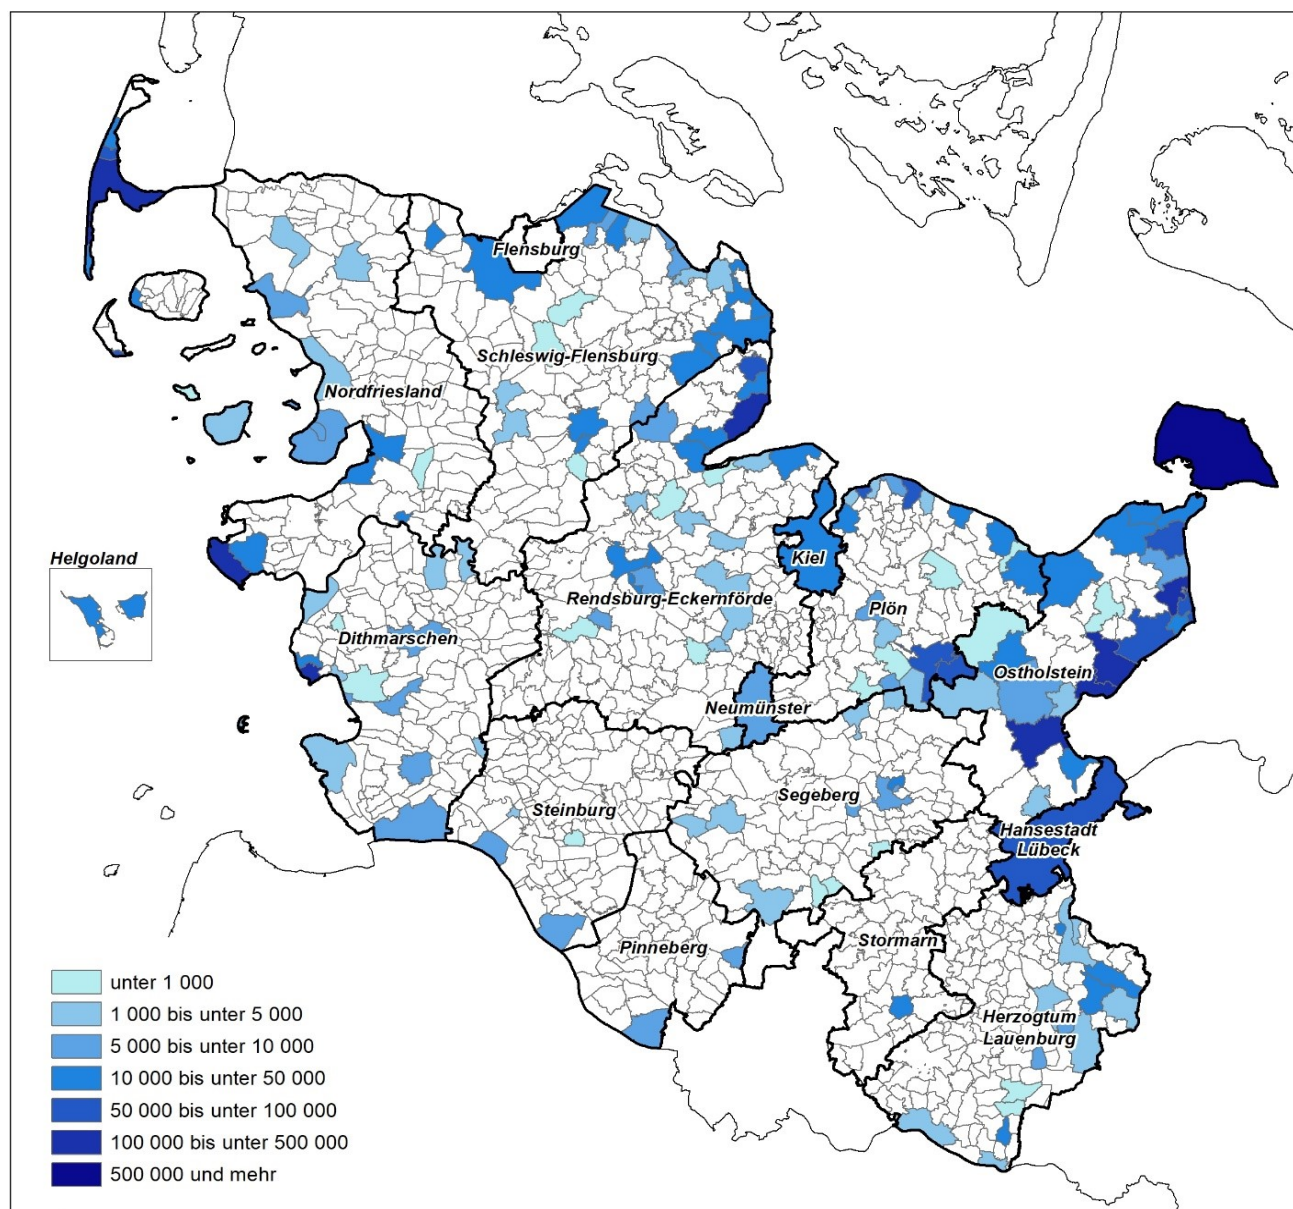 Flensburg
Schleswig-Flensburg
Nordfriesland
Helgoland
Kiel
Rendsburg-Eckernförde
Plön
Dithmarschen
Ostholstein
Neumünster
Segeberg
Steinburg
Hansestadt
Lübeck
Pinneberg
Stormarn
Herzogtum
Lauenburg
unter 1 000
1 000 bis unter 5 000
5 000 bis unter 10 000
10 000 bis unter 50 000
50 000 bis unter 100 000
100 000 bis unter 500 000
500 000 und mehr